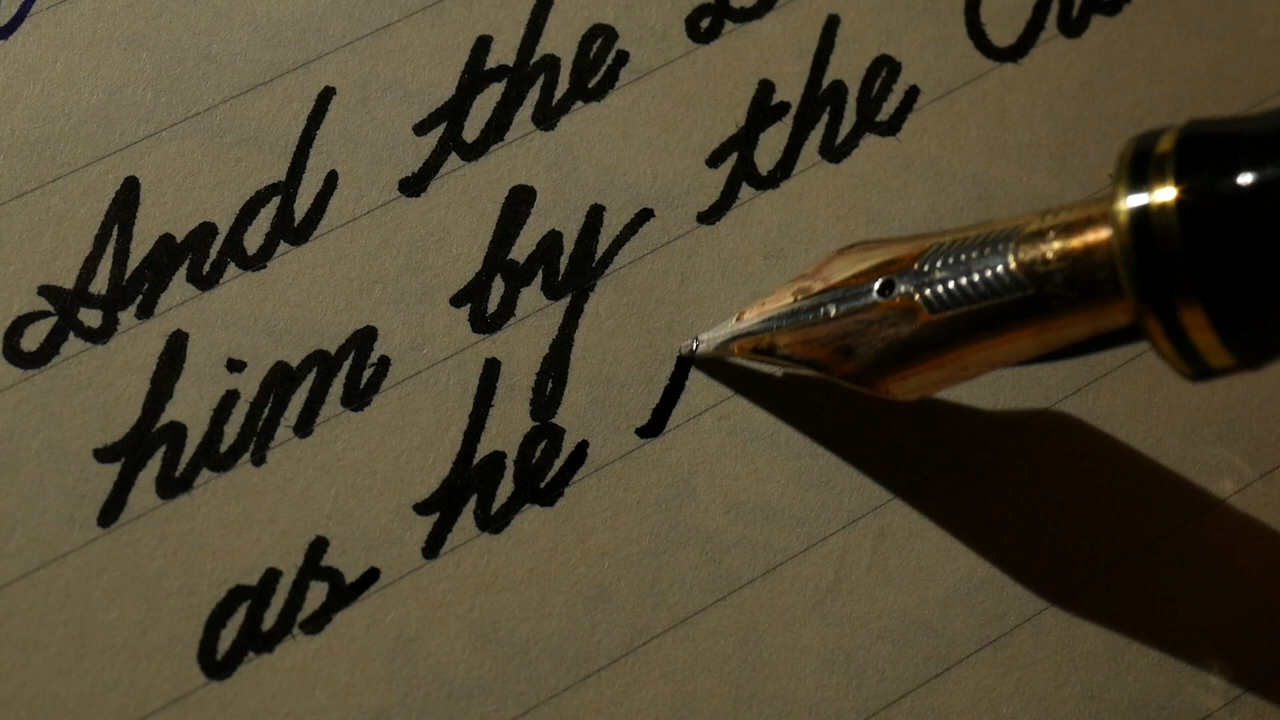 And the
him by the
as he